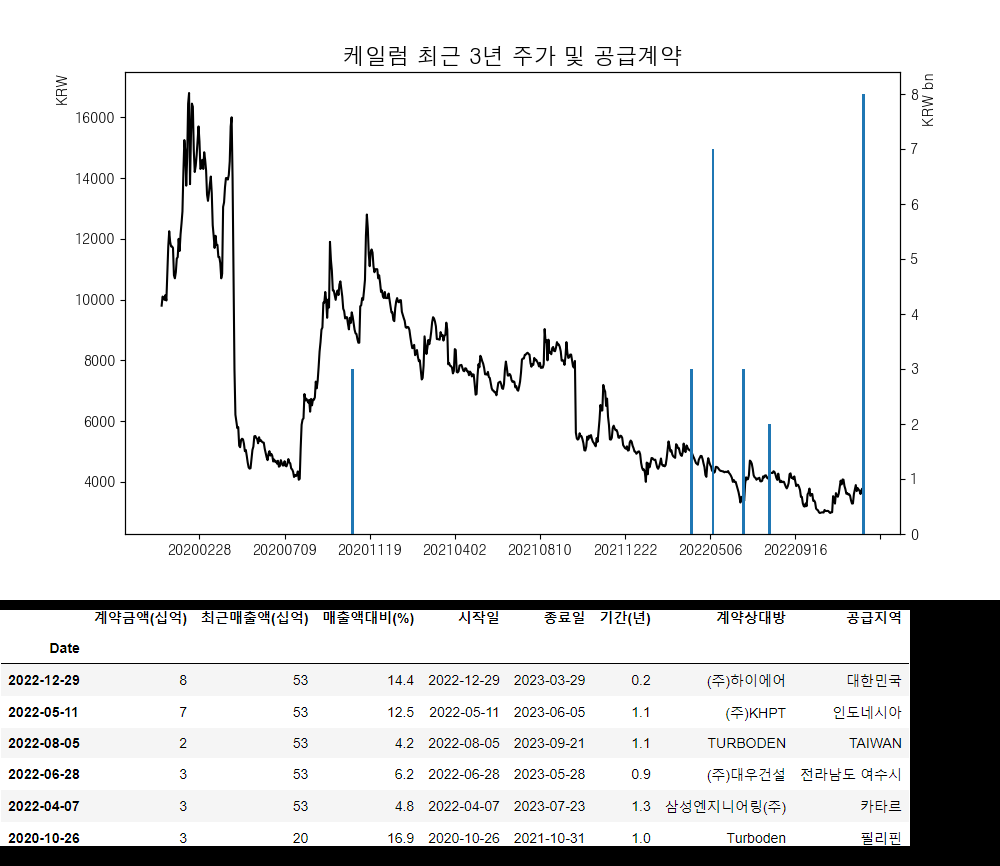 케일럼 최근 3년 주가 및 공급계약
KRW
KRW bn
16000
14000
12000
10000
8000
6000
4000
8
7
6
5
4
3
2
1
0
20200228 20200709 20201119 20210402 20210810 20211222 20220506 20220916
계약금액(십억) 최근매출액(십억) 매출액대비(%) 시작일 종료일 기간(년) 계약상대방 공급지역
Date
2022-12-29 8 53 14.4 2022-12-29 2023-03-29 0.2 (주)하이에어 대한민국
2022-05-11 7 53 12.5 2022-05-11 2023-06-05 1.1 (주)KHPT 인도네시아
2022-08-05 2 53 4.2 2022-08-05 2023-09-21 1.1 TURBODEN TAIWAN
2022-06-28 3 53 6.2 2022-06-28 2023-05-28 0.9 (주)대우건설 전라남도 여수시
2022-04-07 3 53 4.8 2022-04-07 2023-07-23 1.3 삼성엔지니어링(주) 카타르
2020-10-26 3 20 16.9 2020-10-26 2021-10-31 1.0 Turboden 필리핀